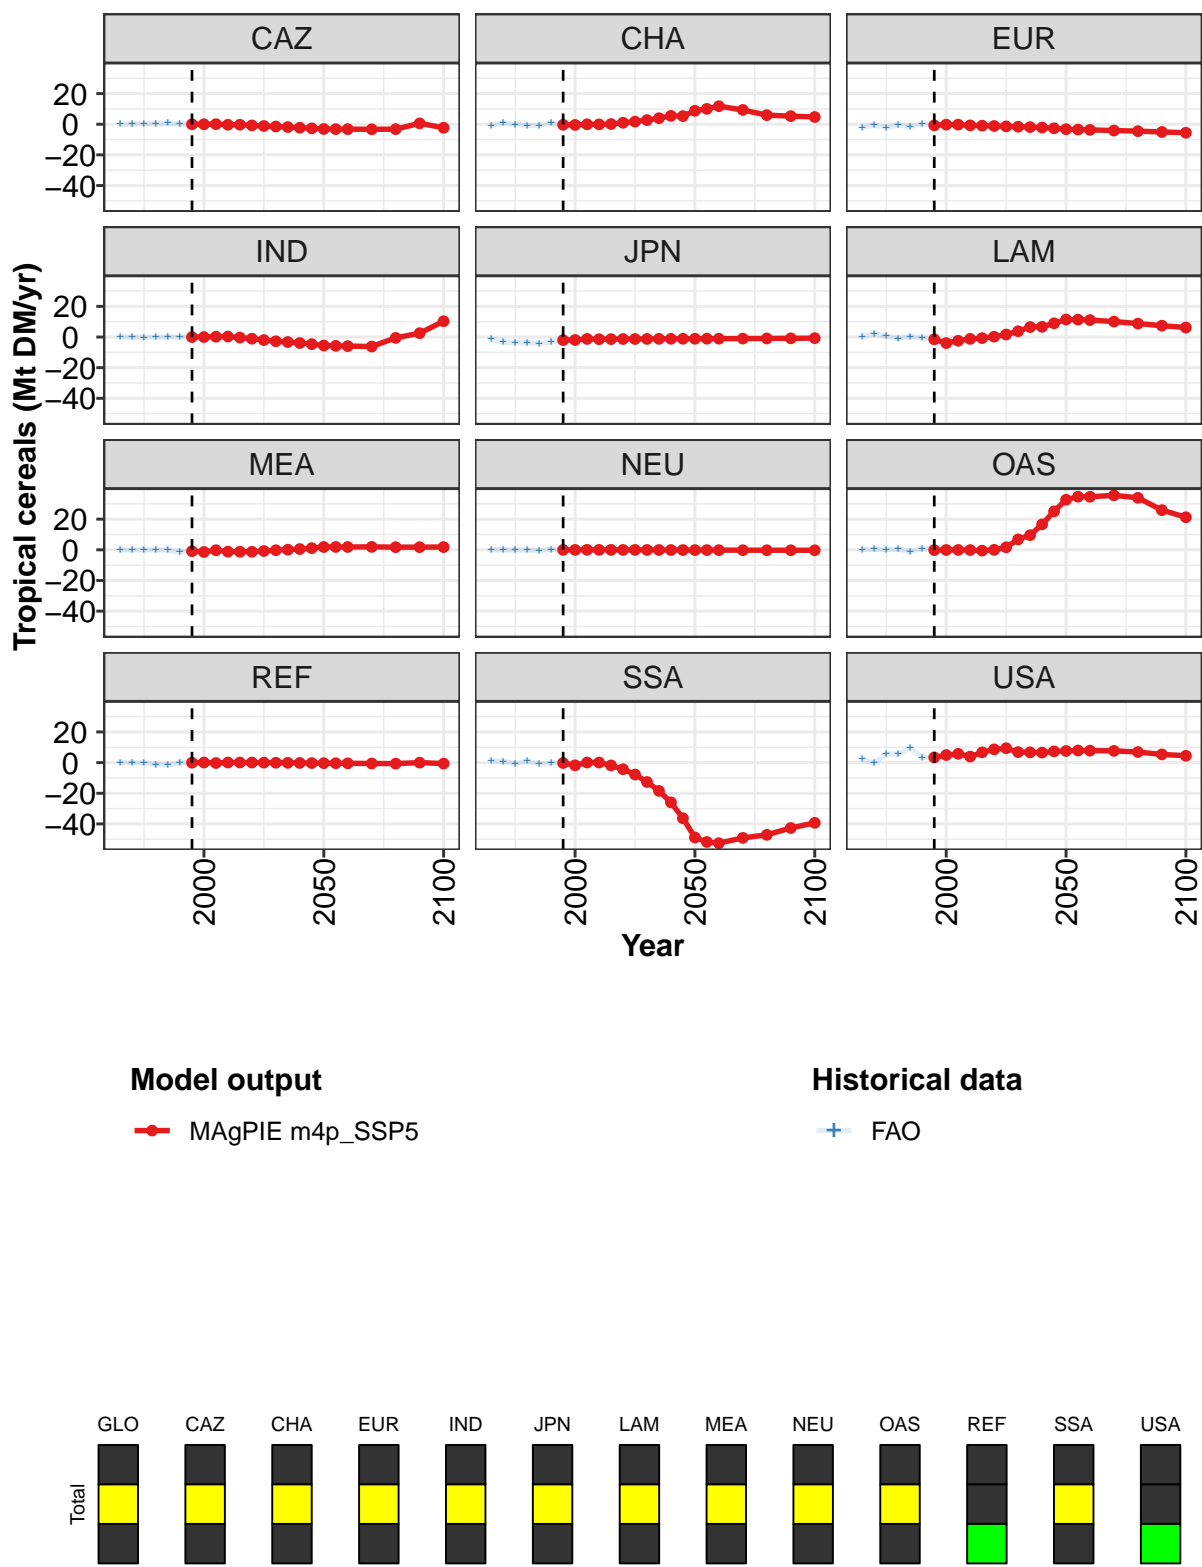 CAZ CHA EUR
20
0
−20
−40
IND JPN LAM
20
0
−20
−40
MEA NEU OAS
20
0
−20
−40
REF SSA USA
20
0
−20
−40
Tropical cereals (Mt DM/yr)
2000 2050 2100 2000 2050 2100 2000 2050 2100
Year
Model output Historical data
MAgPIE m4p_SSP5 FAO
GLO CAZ CHA EUR IND JPN LAM MEA NEU OAS REF SSA USA
Total